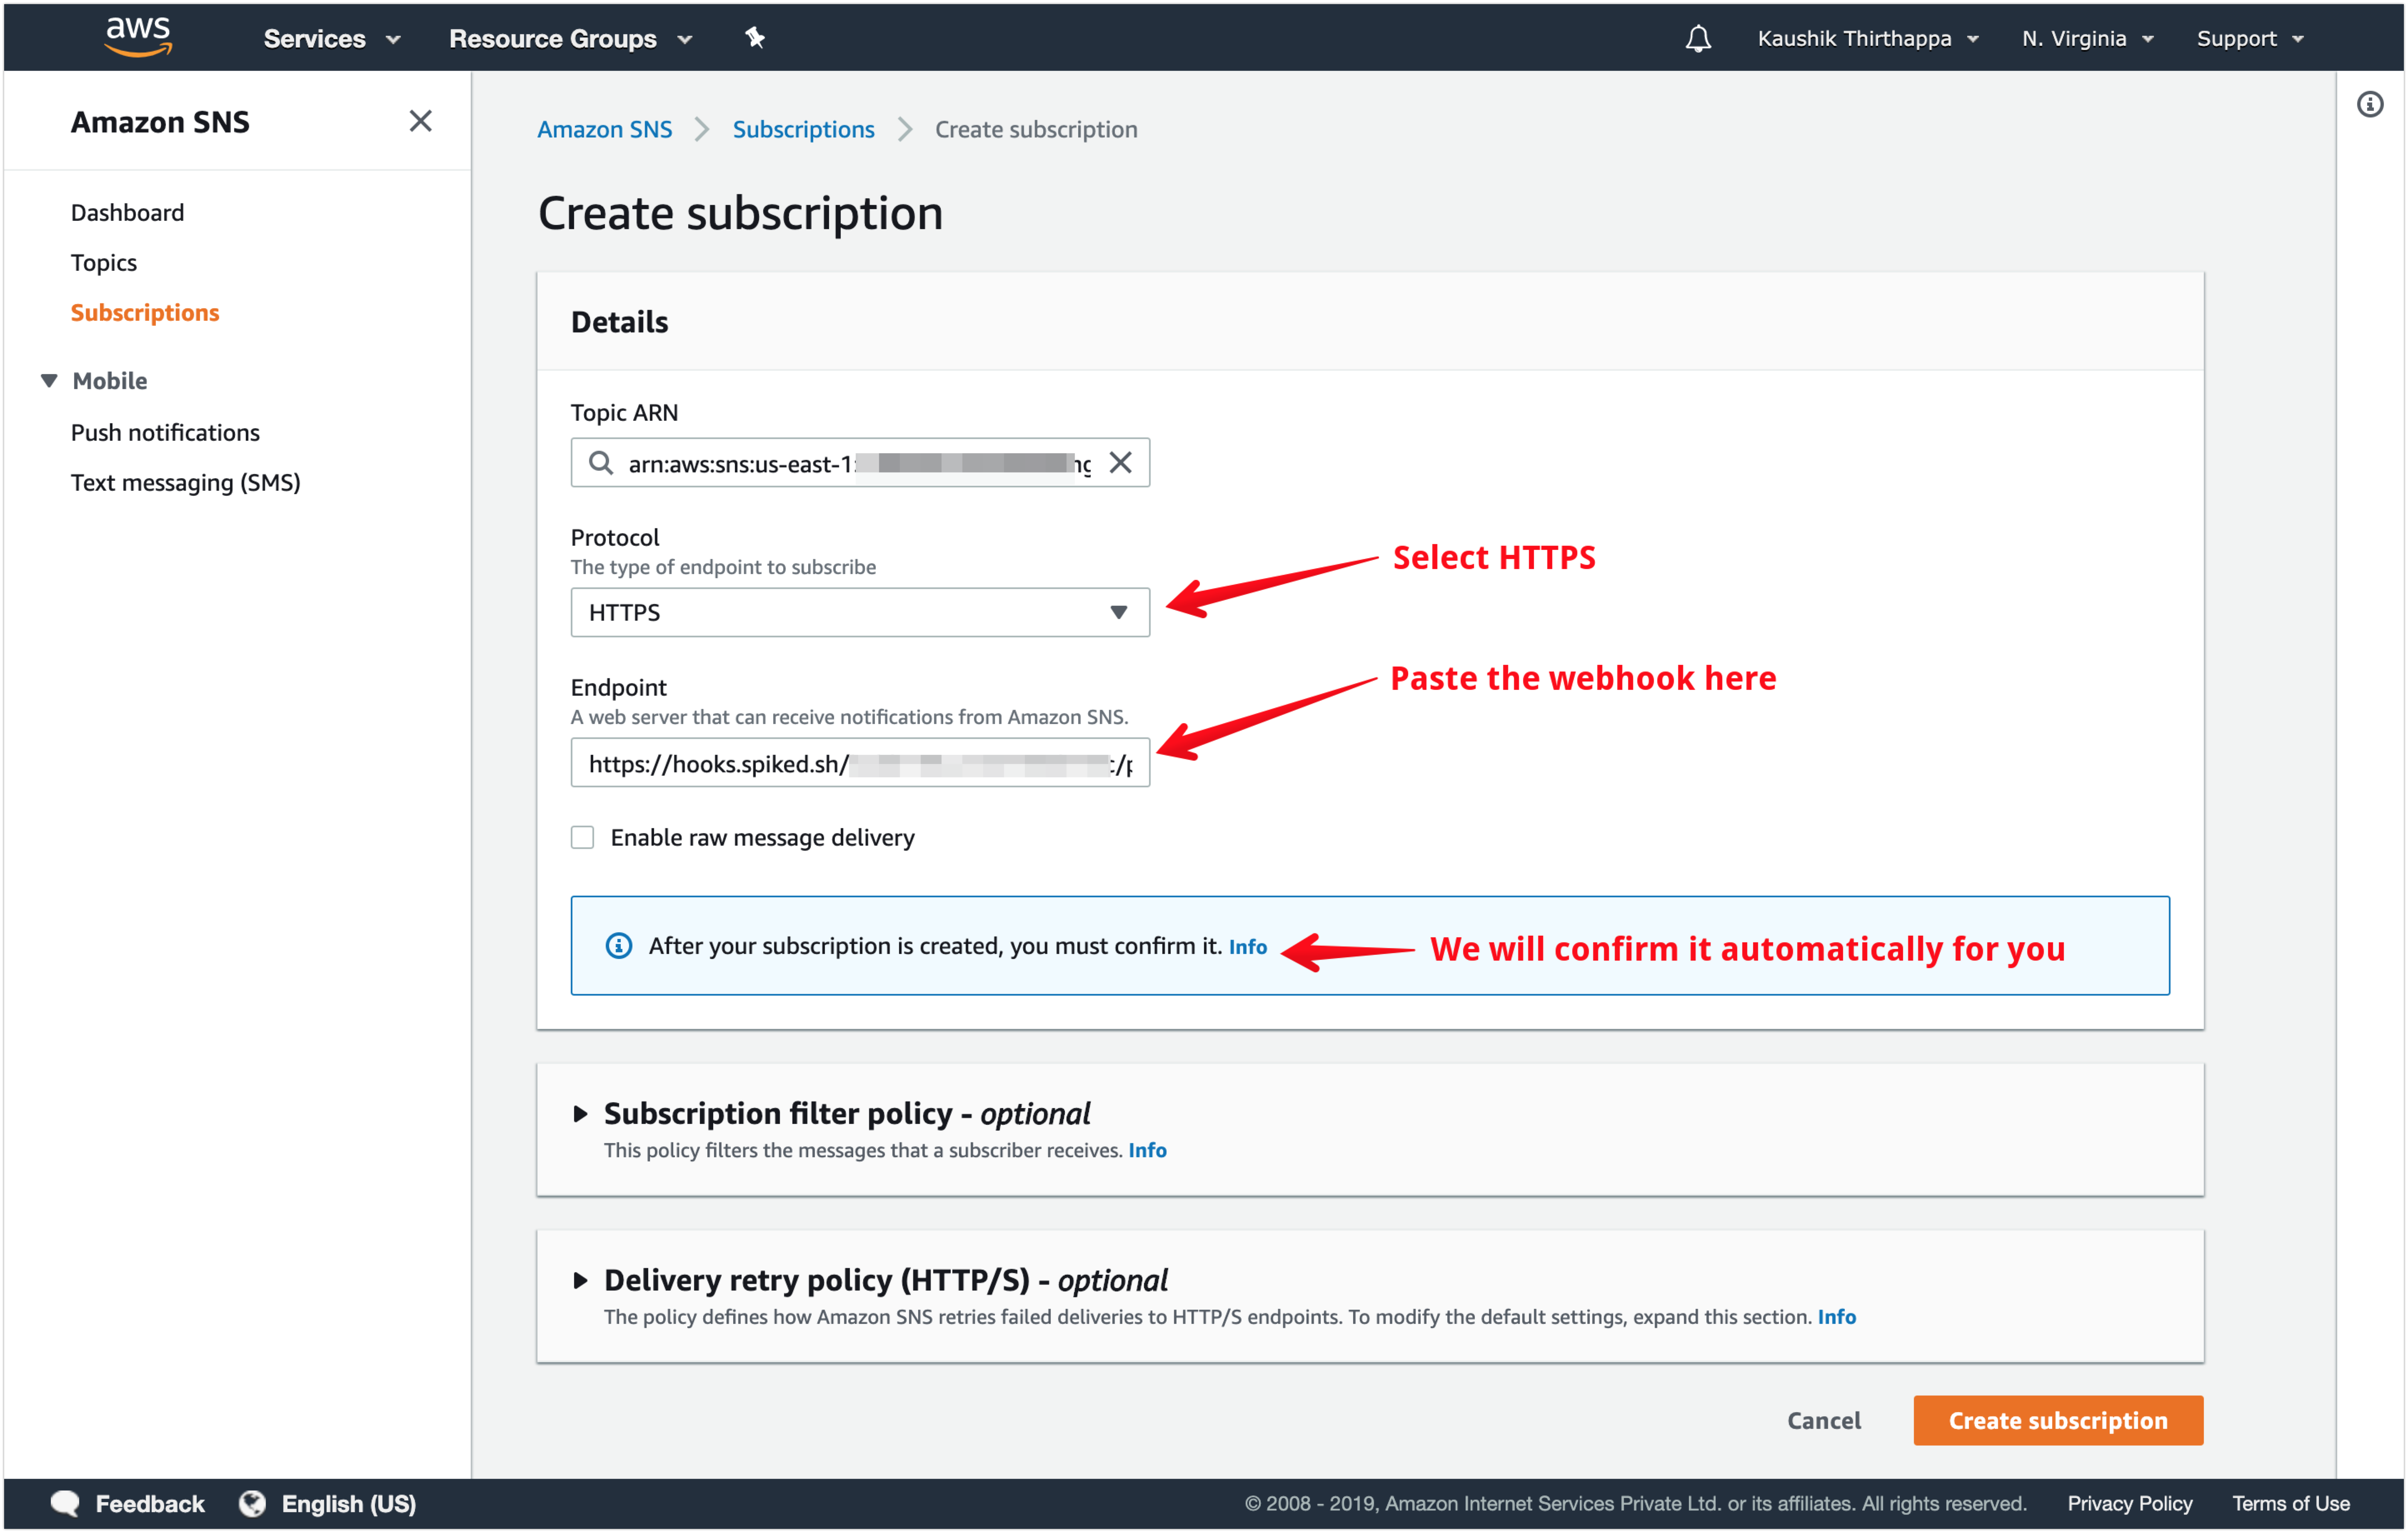 aws Services Resource Groups Kaushik Thirthappa N. Virginia Support
Amazon SNS
Dashboard
Topics
Subscriptions
Mobile
Push notifications
Text messaging (SMS)
Amazon SNS Subscriptions Create subscription
Create subscription
Details
Topic ARN
arn:aws:sns:us-east-1:
Protocol
The type of endpoint to subscribe
HTTPS
Select HTTPS
Endpoint
A web server that can receive notifications from Amazon SNS.
Paste the webhook here
https://hooks.spiked.sh/
Enable raw message delivery
After your subscription is created, you must confirm it. Info
We will confirm it automatically for you
Subscription filter policy - optional
This policy filters the messages that a subscriber receives. Info
Delivery retry policy (HTTP/S) - optional
The policy defines how Amazon SNS retries failed deliveries to HTTP/S endpoints. To modify the default settings, expand this section. Info
Cancel Create subscription
Feedback English (US) © 2008 - 2019, Amazon Internet Services Private Ltd. or its affiliates. All rights reserved. Privacy Policy Terms of Use